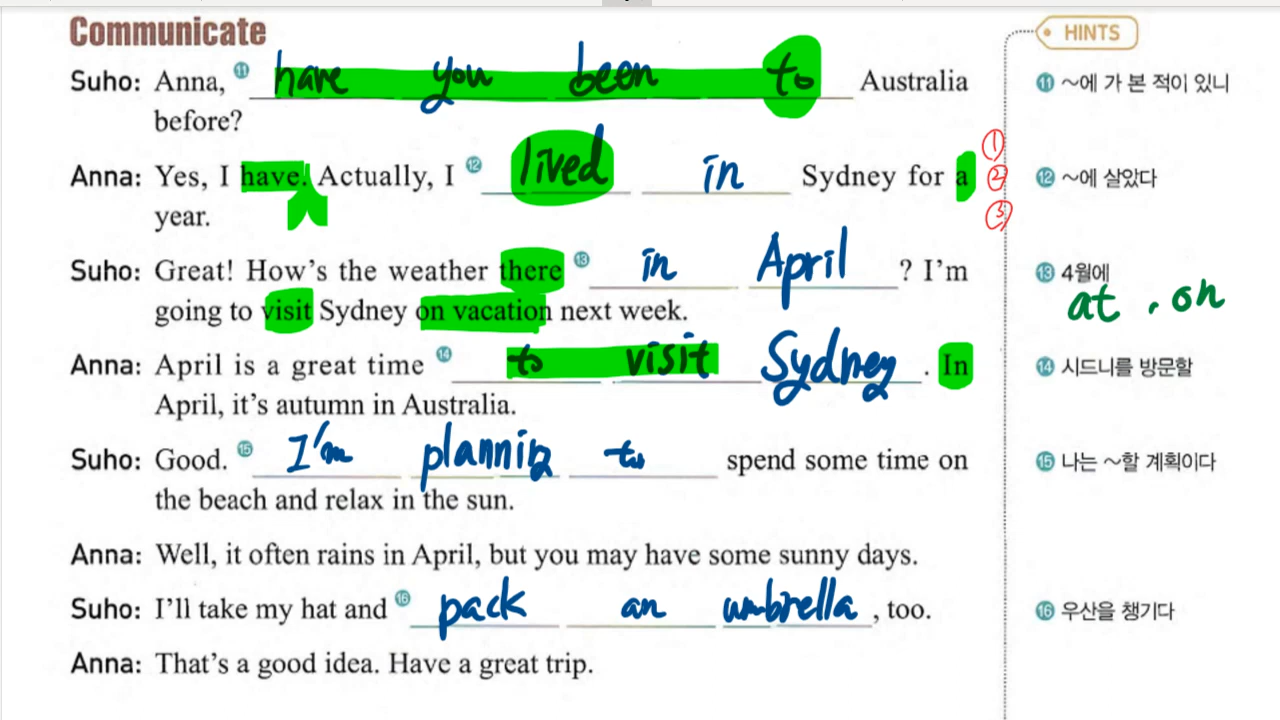 Communicate
HINTS
Suho: Anna, ⑪ have you been to Australia
⑪ ~에 가 본 적이 있니
before?
①
Anna: Yes, I have. Actually, I ⑫ lived in Sydney for a
②
⑫ ~에 살았다
year.
③
Suho: Great! How's the weather there ⑬ in April ? I'm
⑬ 4월에
going to visit Sydney on vacation next week.
at . on
Anna: April is a great time ⑭ to visit Sydney . In
⑭ 시드니를 방문할
April, it's autumn in Australia.
Suho: Good. ⑮ I'm planning to spend some time on
⑮ 나는 ~할 계획이다
the beach and relax in the sun.
Anna: Well, it often rains in April, but you may have some sunny days.
Suho: I'll take my hat and ⑯ pack an umbrella , too.
⑯ 우산을 챙기다
Anna: That's a good idea. Have a great trip.